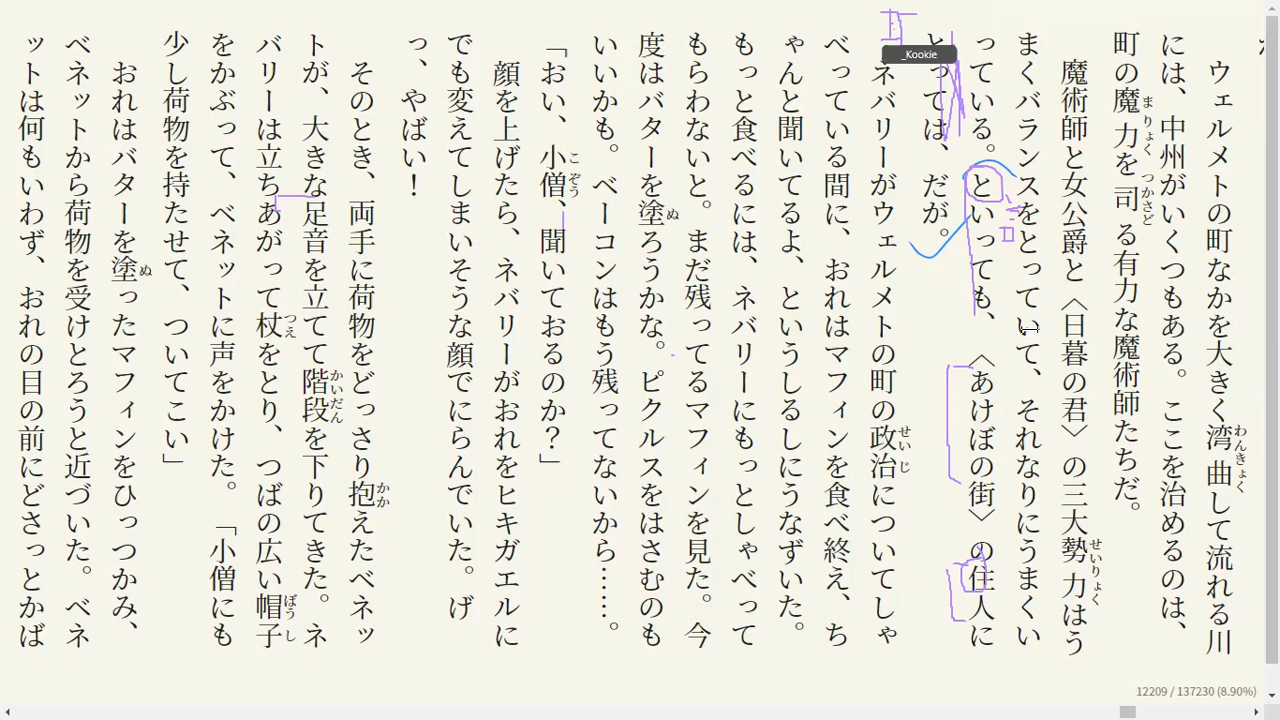 ウェルメトの町なかを大きく湾曲して流れる川
には、中州がいくつもある。ここを治めるのは、
町の魔力を司る有力な魔術師たちだ。
魔術師と女公爵と〈日暮の君〉の三大勢力はう
まくバランスをとっていて、それなりにうまくい
っている。といっても、〈あけぼの街〉の住人に
とっては、だが。
ネバリーがウェルメトの町の政治についてしゃ
べっている間に、おれはマフィンを食べ終え、ち
ゃんと聞いてるよ、というしるしにうなずいた。
もっと食べるには、ネバリーにもっとしゃべって
もらわないと。まだ残ってるマフィンを見た。今
度はバターを塗ろうかな。ピクルスをはさむのも
いいかも。ベーコンはもう残ってないから……。
「おい、小僧、聞いておるのか？」
顔を上げたら、ネバリーがおれをヒキガエルに
でも変えてしまいそうな顔でにらんでいた。げ
っ、やばい！
そのとき、両手に荷物をどっさり抱えたベネッ
トが、大きな足音を立てて階段を下りてきた。ネ
バリーは立ちあがって杖をとり、つばの広い帽子
をかぶって、ベネットに声をかけた。「小僧にも
少し荷物を持たせて、ついてこい」
おれはバターを塗ったマフィンをひっつかみ、
ベネットから荷物を受けとろうと近づいた。ベネ
ットは何もいわず、おれの目の前にどさっとかば
_Kookie
12209 / 137230 (8.90%)